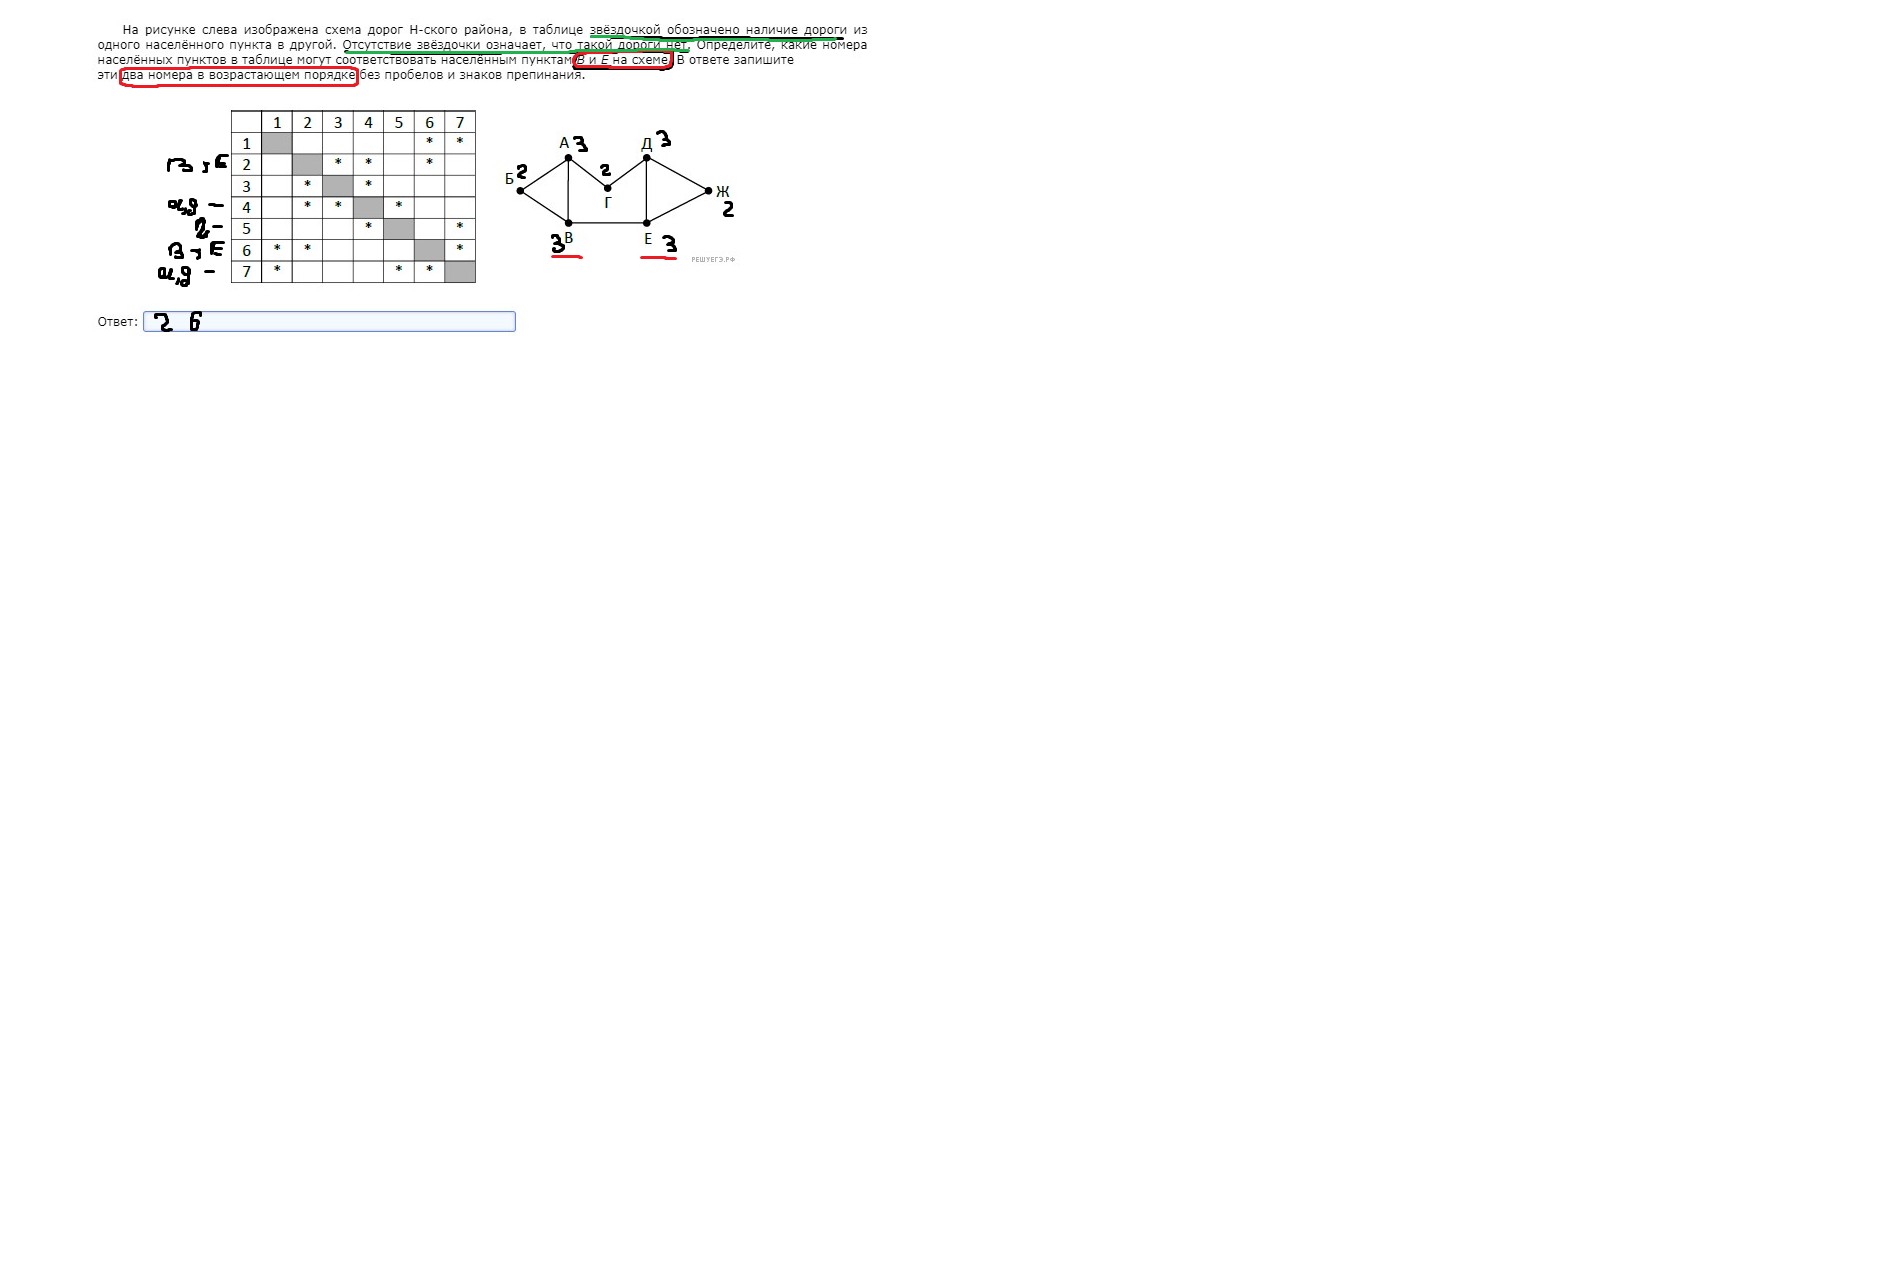 На рисунке слева изображена схема дорог Н-ского района, в таблице звёздочкой обозначено наличие дороги из
одного населённого пункта в другой. Отсутствие звёздочки означает, что такой дороги нет. Определите, какие номера
населённых пунктов в таблице могут соответствовать населённым пунктам В и Е на схеме. В ответе запишите
эти два номера в возрастающем порядке без пробелов и знаков препинания.
1 2 3 4 5 6 7
1 * *
В, Е 2 * * *
3 * *
а,д - 4 * * *
2 - 5 * *
В, Е 6 * * *
а,д - 7 * * *
А 3
Д 3
Б 2
2
Г
Ж
2
3 В
Е 3
РЕШУЕГЭ.РФ
Ответ: 2 6